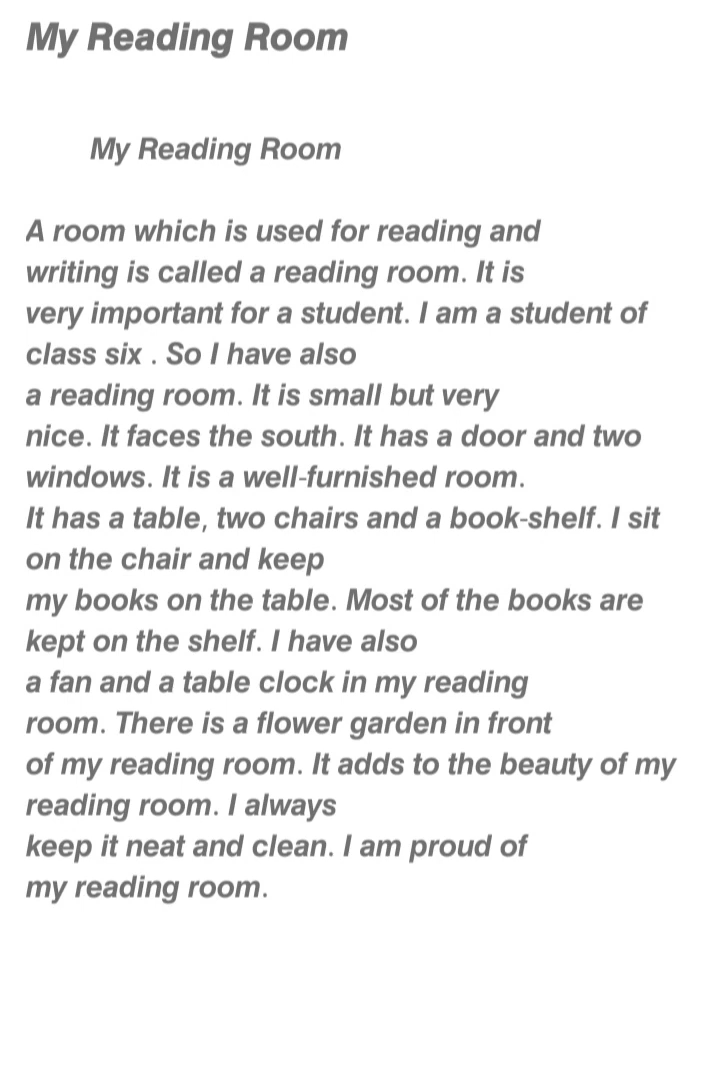 My Reading Room
My Reading Room
A room which is used for reading and
writing is called a reading room. It is
very important for a student. I am a student of
class six . So I have also
a reading room. It is small but very
nice. It faces the south. It has a door and two
windows. It is a well-furnished room.
It has a table, two chairs and a book-shelf. I sit
on the chair and keep
my books on the table. Most of the books are
kept on the shelf. I have also
a fan and a table clock in my reading
room. There is a flower garden in front
of my reading room. It adds to the beauty of my
reading room. I always
keep it neat and clean. I am proud of
my reading room.